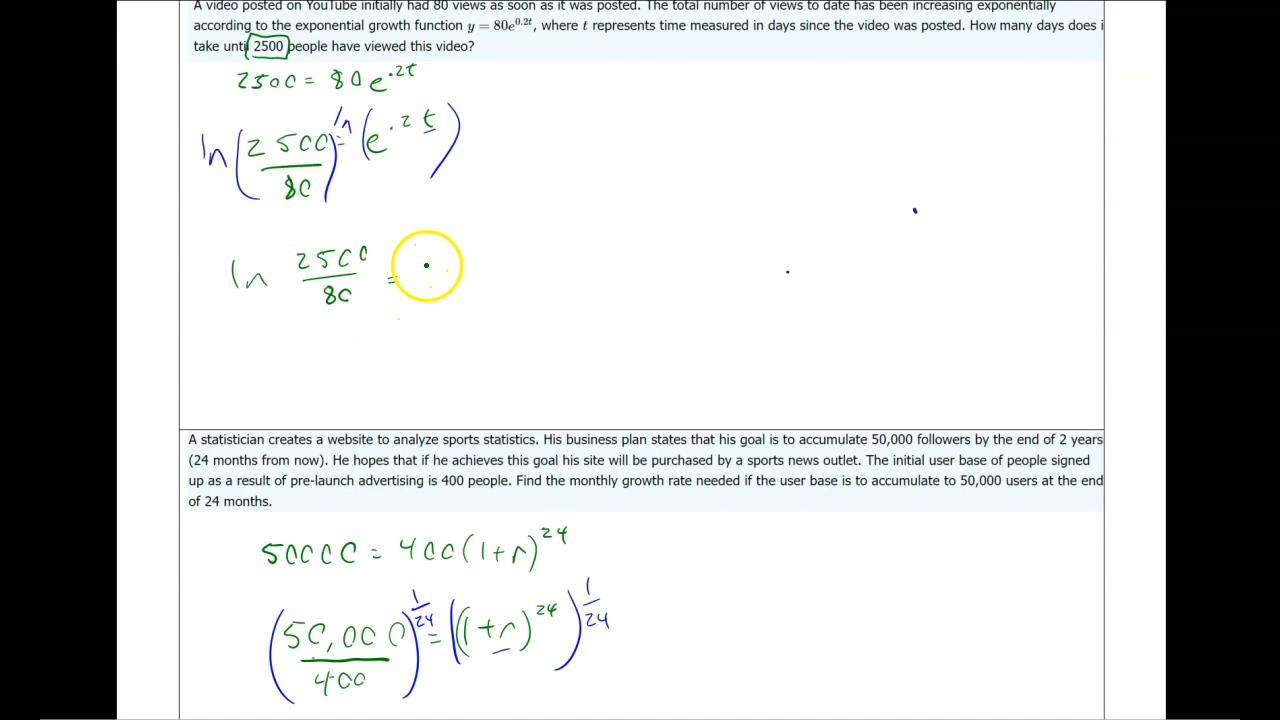 A video posted on YouTube initially had 80 views as soon as it was posted. The total number of views to date has been increasing exponentially
according to the exponential growth function y = 80e^{0.2t}, where t represents time measured in days since the video was posted. How many days does i
take until 2500 people have viewed this video?
2500 = 80e^{.2t}
ln(2500/80) = ln(e^{.2t})
ln 2500/80 =
A statistician creates a website to analyze sports statistics. His business plan states that his goal is to accumulate 50,000 followers by the end of 2 years
(24 months from now). He hopes that if he achieves this goal his site will be purchased by a sports news outlet. The initial user base of people signed
up as a result of pre-launch advertising is 400 people. Find the monthly growth rate needed if the user base is to accumulate to 50,000 users at the end
of 24 months.
50000 = 400(1+r)^{24}
(50,000/400)^{1/24} = ((1+r)^{24})^{1/24}